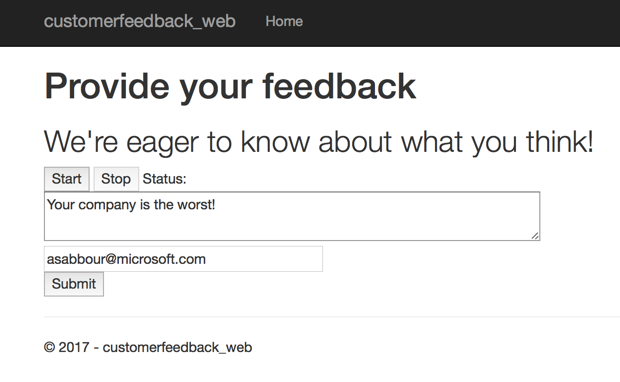 customerfeedback_web Home
Provide your feedback
We're eager to know about what you think!
Start Stop Status:
Your company is the worst!
asabbour@microsoft.com
Submit
© 2017 - customerfeedback_web